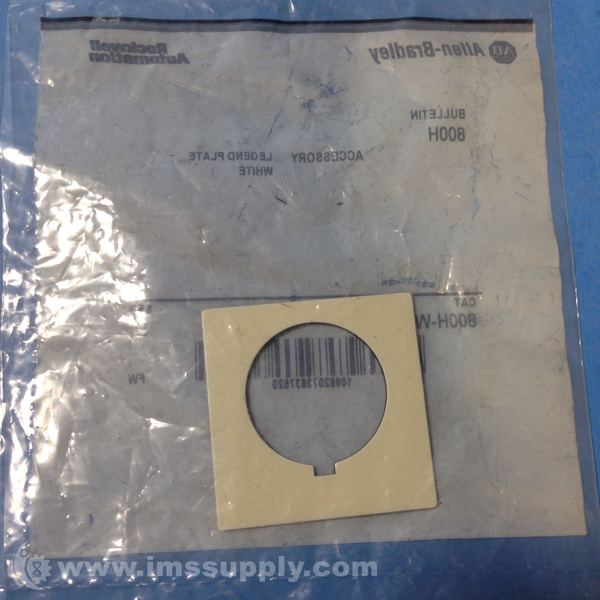 Allen-Bradley
Rockwell
Automation
BULLETIN
800H
ACCESSORY LEGEND PLATE
WHITE
CAT
800H-W
FW
www.imssupply.com